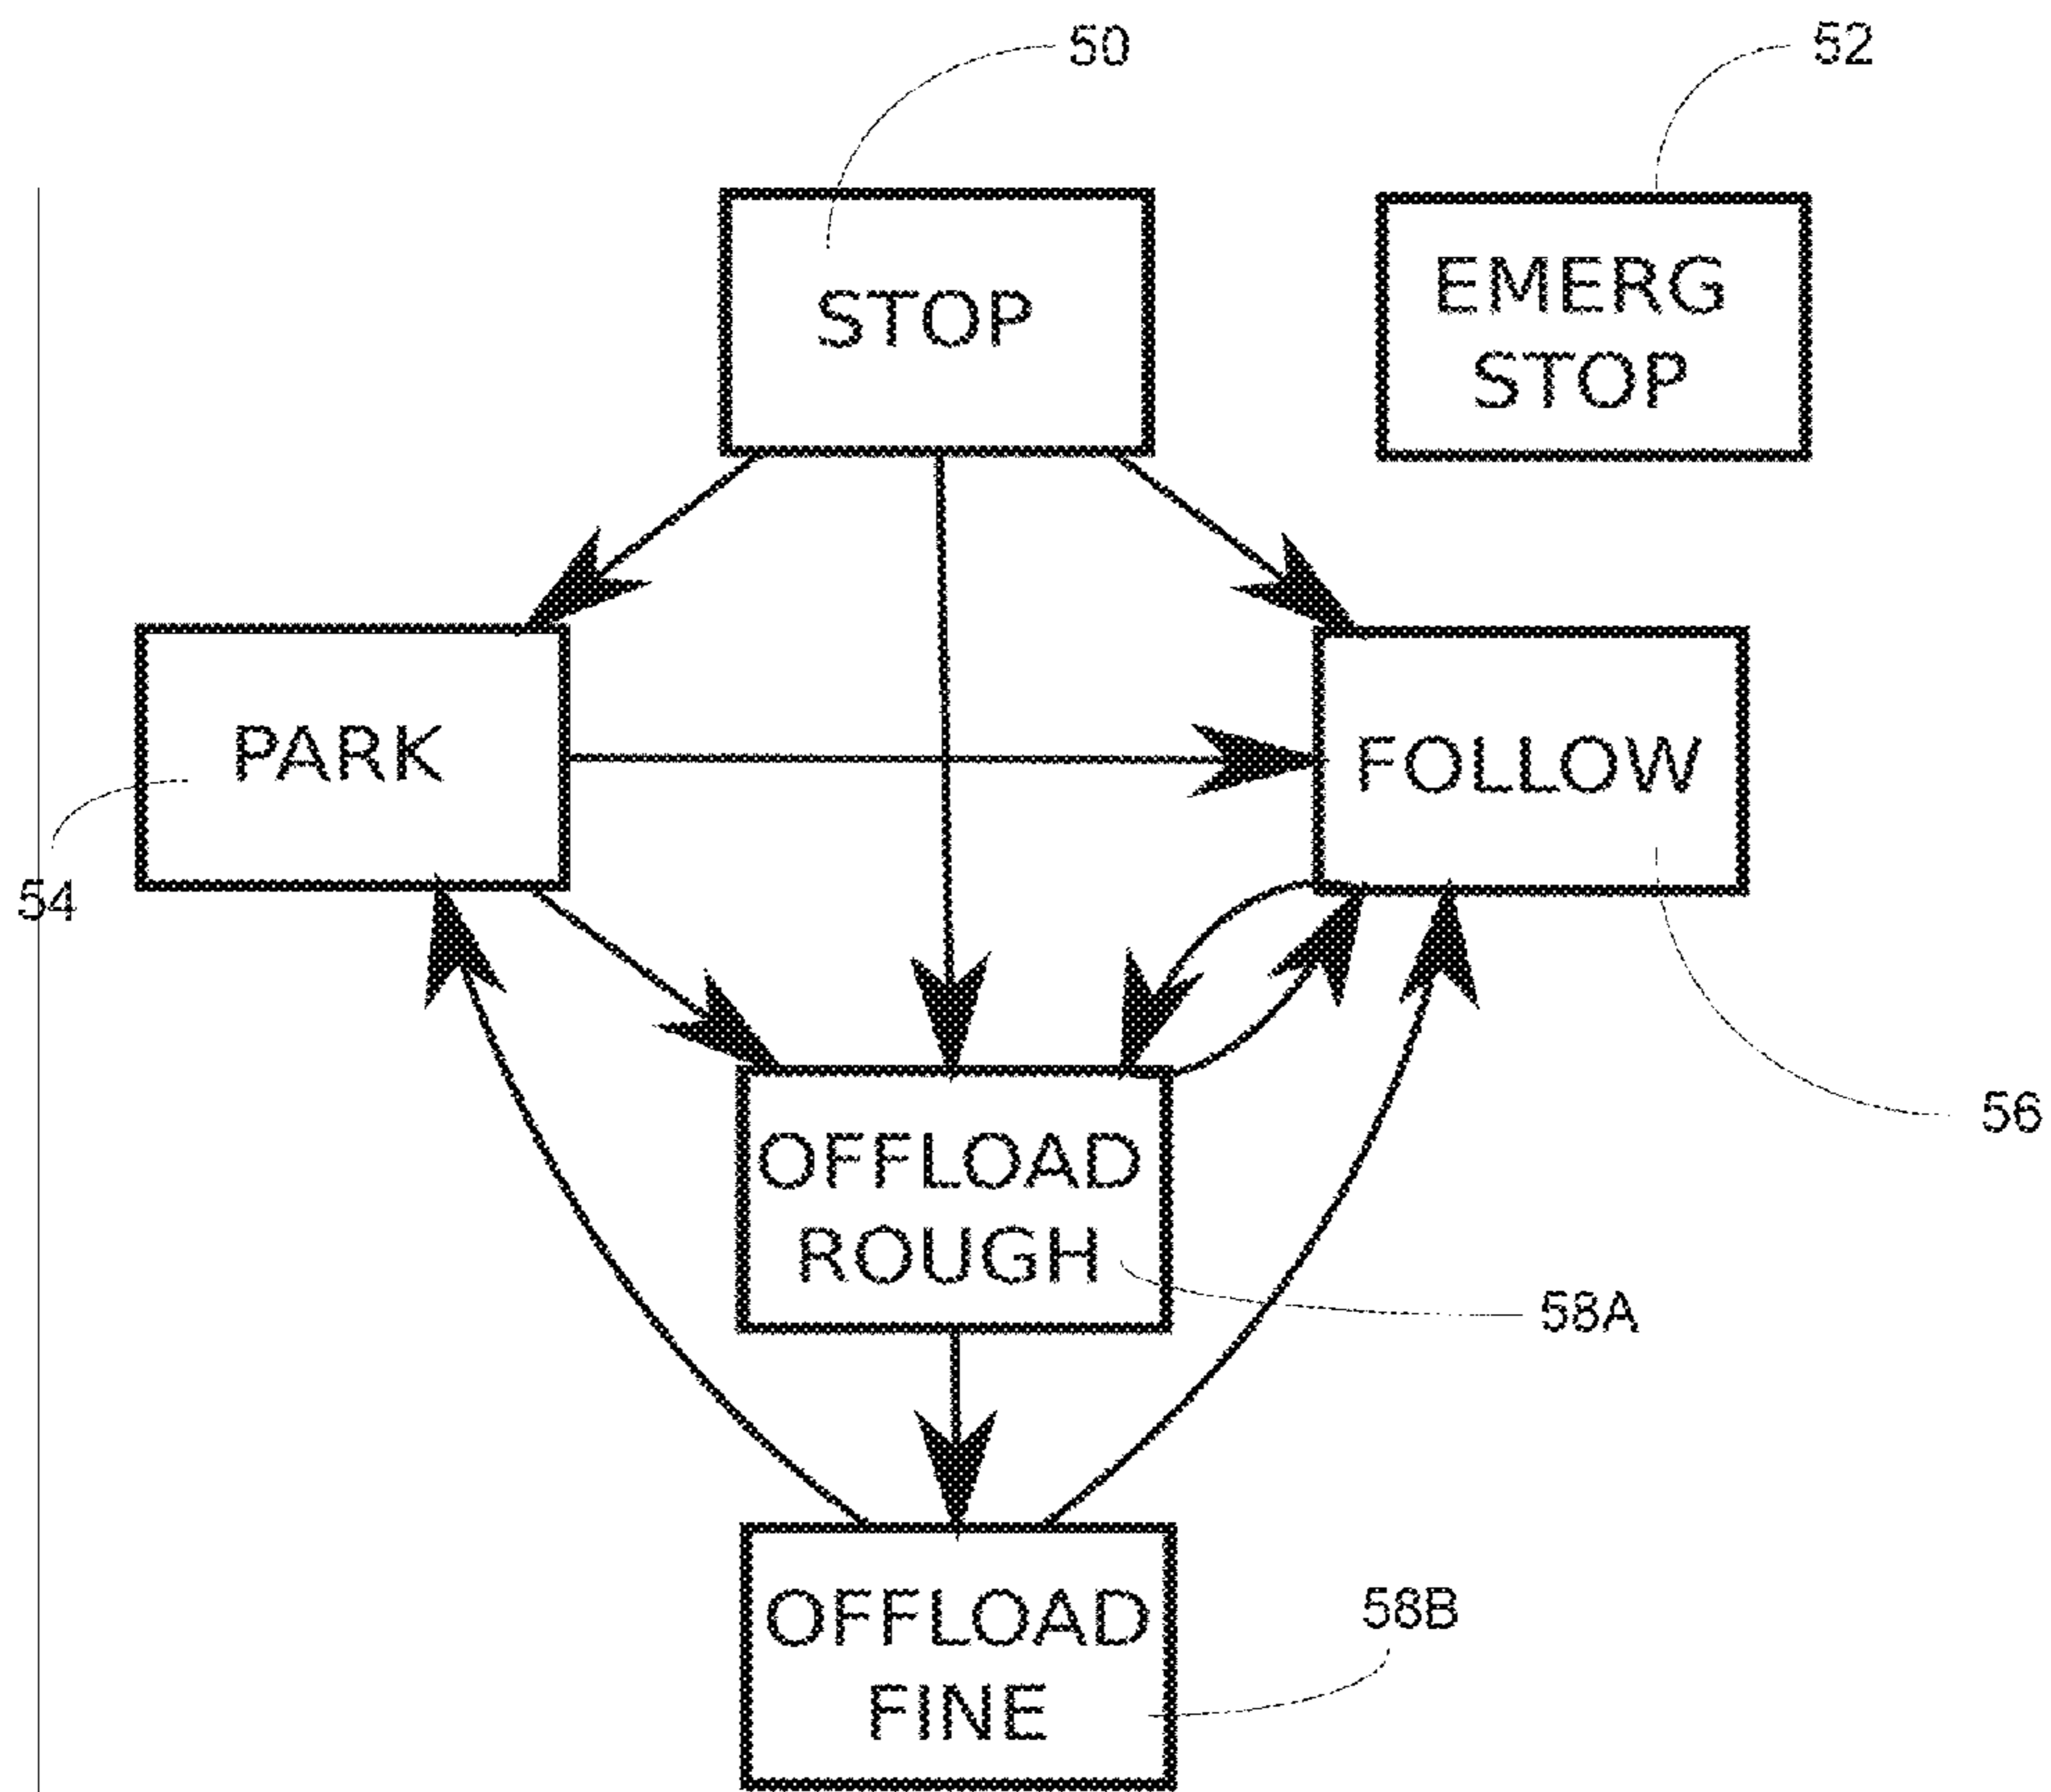 50
52
STOP
EMERG
STOP
PARK
FOLLOW
54
56
OFFLOAD
ROUGH
58A
58B
OFFLOAD
FINE